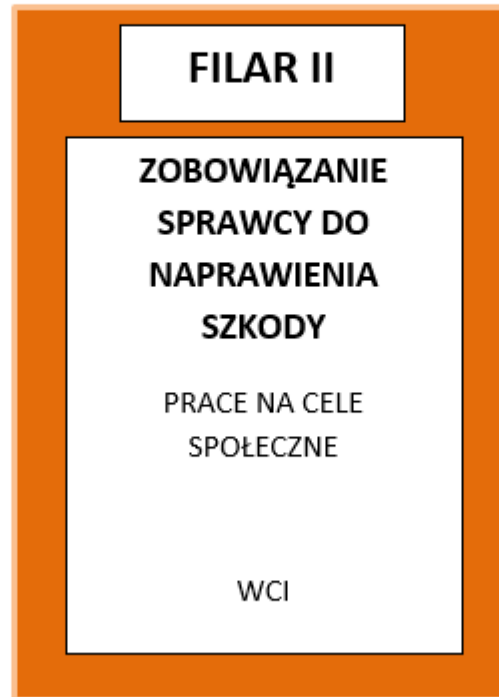 FILAR II
ZOBOWIĄZANIE
SPRAWCY DO
NAPRAWIENIA
SZKODY
PRACE NA CELE
SPOŁECZNE
WCI